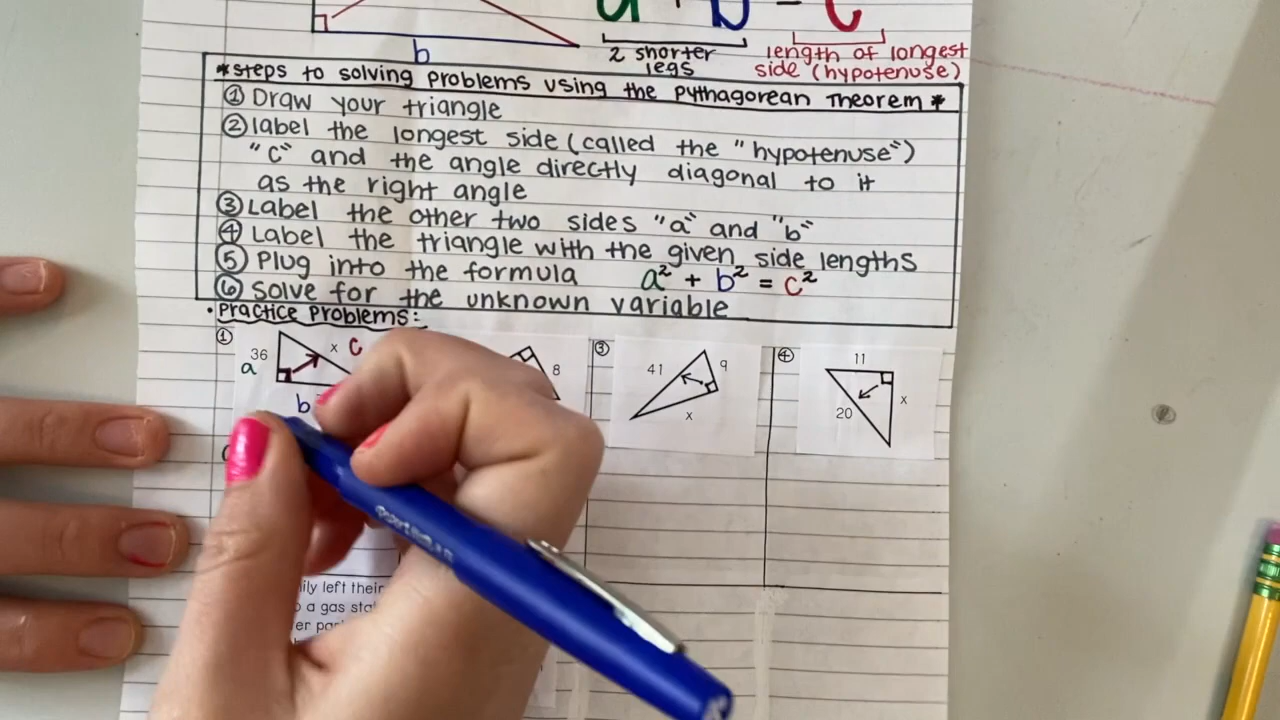 a + b = c
b
2 shorter legs
length of longest side (hypotenuse)
*steps to solving problems using the pythagorean Theorem*
① Draw your triangle
② label the longest side (called the "hypotenuse")
"c" and the angle directly diagonal to it
as the right angle
③ Label the other two sides "a" and "b"
④ Label the triangle with the given side lengths
⑤ Plug into the formula a² + b² = c²
⑥ Solve for the unknown variable
• Practice Problems:
① 36 x c
a
b
8
③ 41 9
x
④ 11
20 x
ily left their
a gas